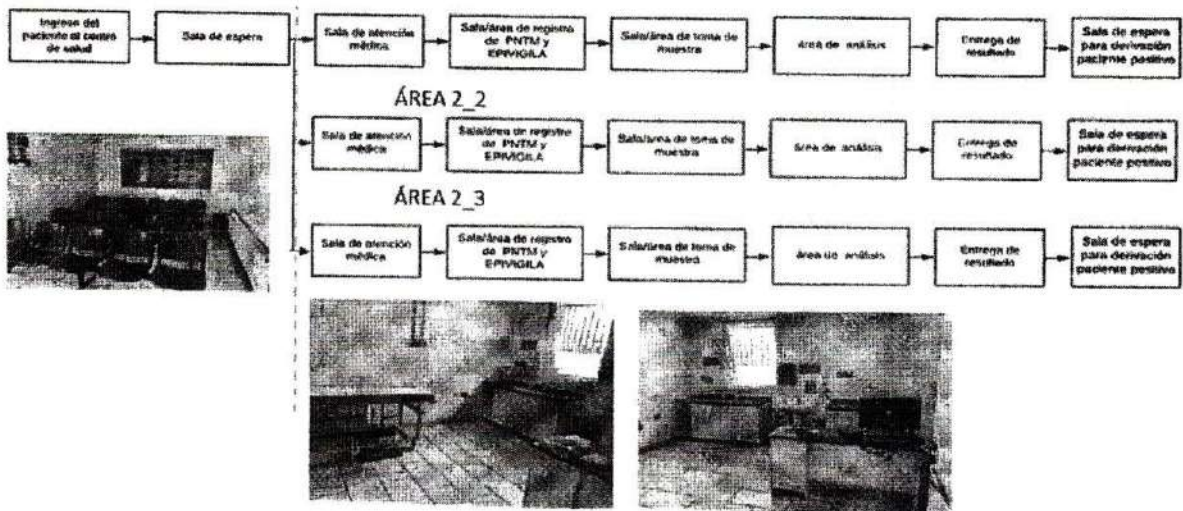 Ingreso del
paciente al centro
de salud
Sala de espera
Sala de atención
médica
Sala/área de registro
de PNTM y
EPIVIGILA
Sala/área de toma de
muestra
área de análisis
Entrega de
resultado
Sala de espera
para derivación
paciente positivo
ÁREA 2_2
Sala de atención
médica
Sala/área de registro
de PNTM y
EPIVIGILA
Sala/área de toma de
muestra
área de análisis
Entrega de
resultado
Sala de espera
para derivación
paciente positivo
ÁREA 2_3
Sala de atención
médica
Sala/área de registro
de PNTM y
EPIVIGILA
Sala/área de toma de
muestra
área de análisis
Entrega de
resultado
Sala de espera
para derivación
paciente positivo